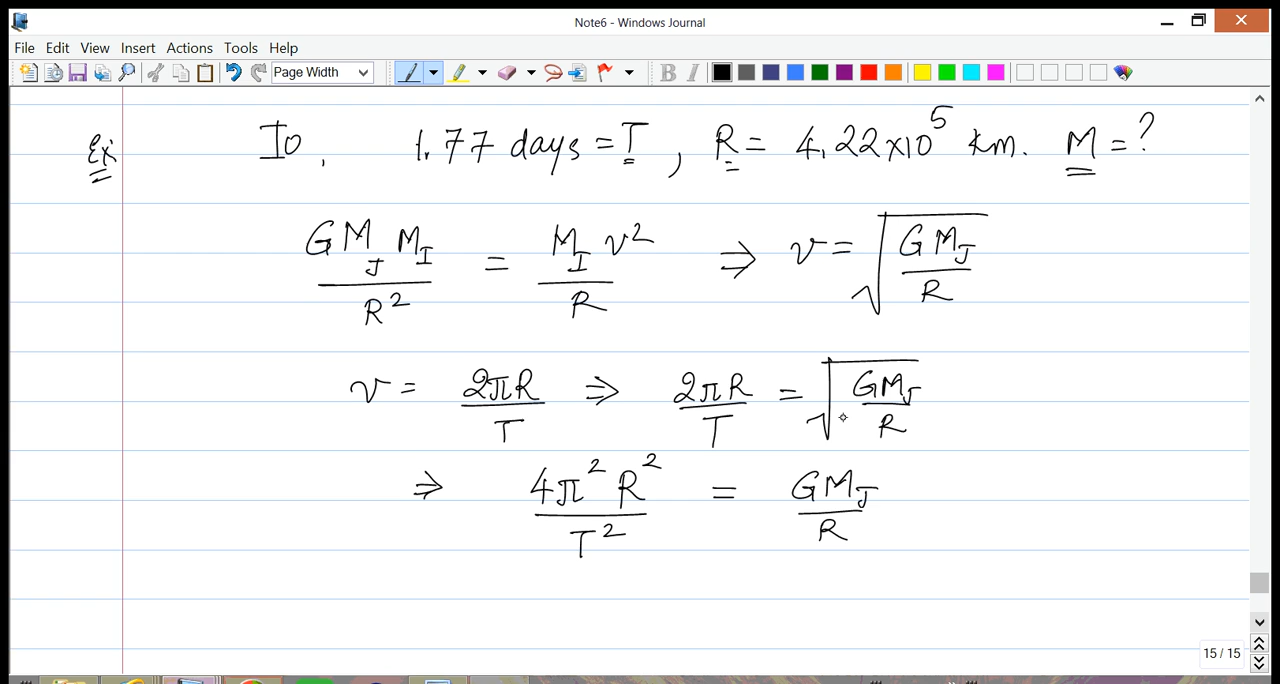 Note6 - Windows Journal
File Edit View Insert Actions Tools Help
Page Width B I
Ex Io, 1.77 days = T, R = 4.22×10^5 km. M = ?
GM_J M_I / R^2 = M_I v^2 / R ⇒ v = √(GM_J / R)
v = 2πR / T ⇒ 2πR / T = √(GM_J / R)
⇒ 4π^2 R^2 / T^2 = GM_J / R
15 / 15